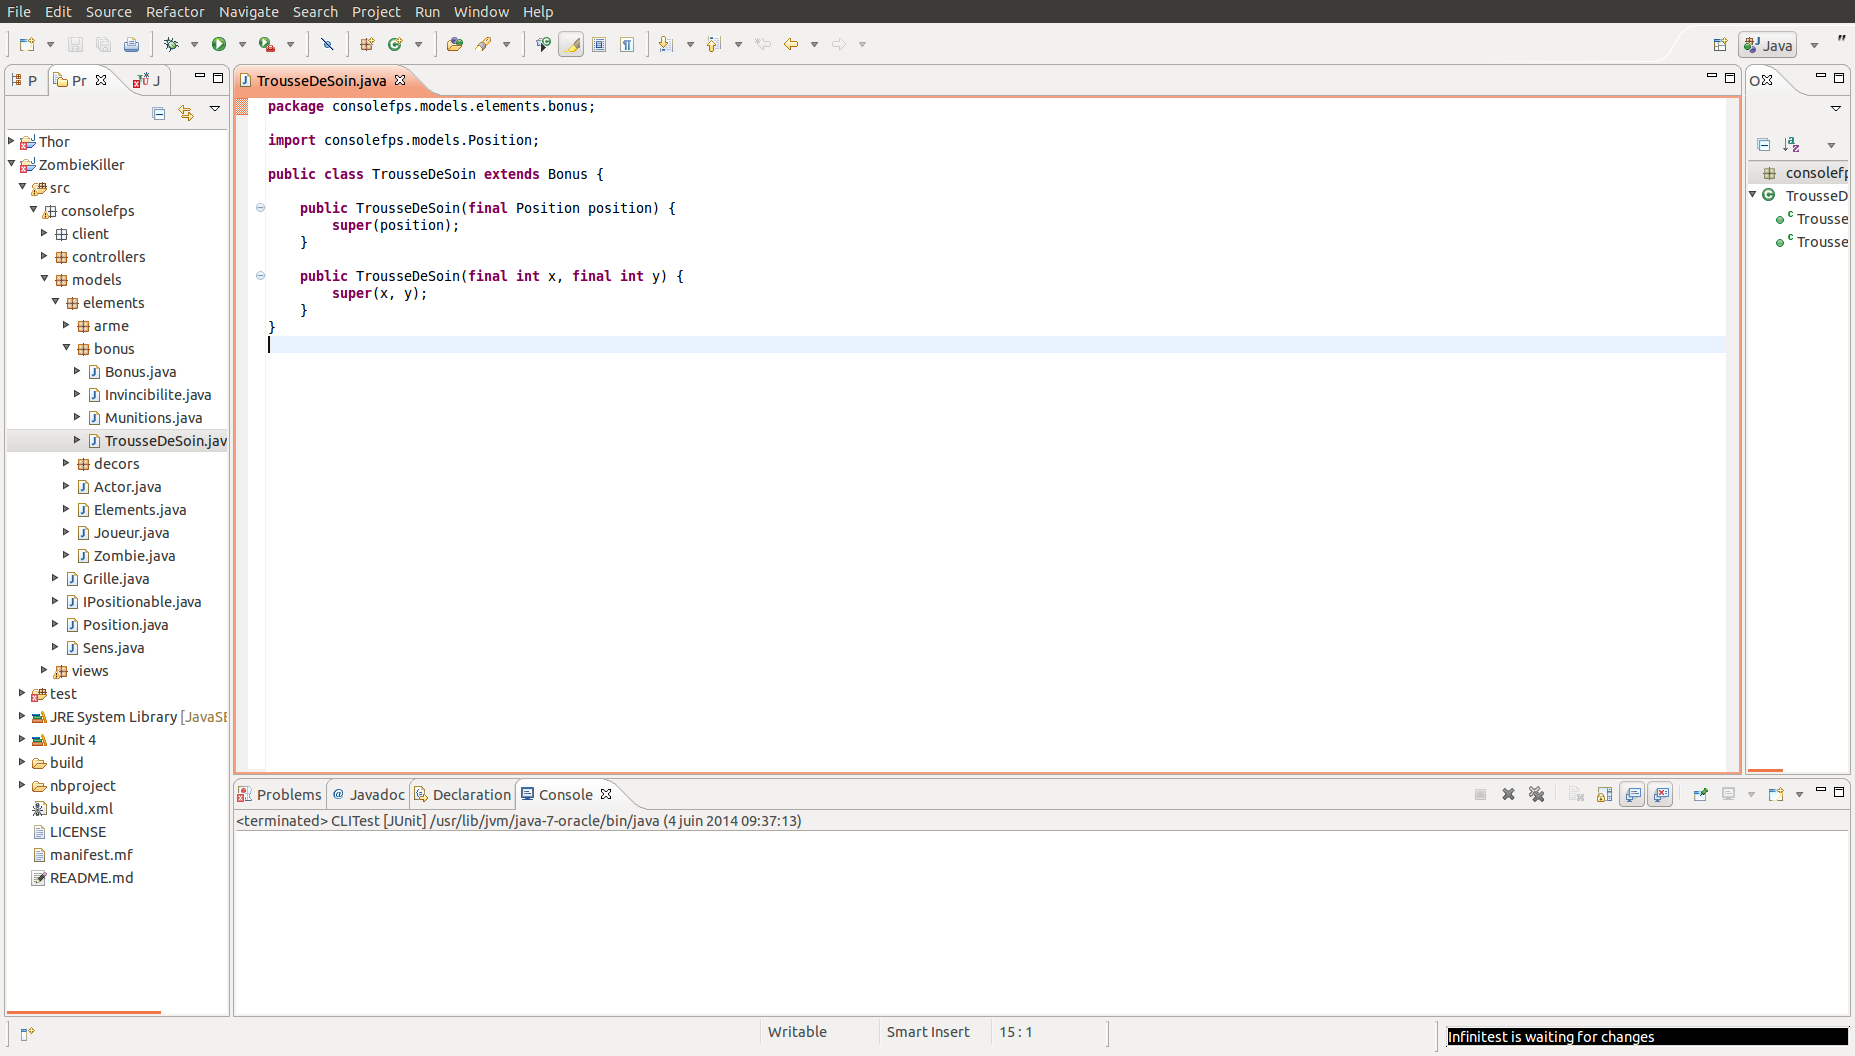 File Edit Source Refactor Navigate Search Project Run Window Help
Java
P Pr J
TrousseDeSoin.java
O
Thor
ZombieKiller
src
consolefps
client
controllers
models
elements
arme
bonus
Bonus.java
Invincibilite.java
Munitions.java
TrousseDeSoin.jav
decors
Actor.java
Elements.java
Joueur.java
Zombie.java
Grille.java
IPositionable.java
Position.java
Sens.java
views
test
JRE System Library [JavaSE
JUnit 4
build
nbproject
build.xml
LICENSE
manifest.mf
README.md
package consolefps.models.elements.bonus;
import consolefps.models.Position;
public class TrousseDeSoin extends Bonus {
public TrousseDeSoin(final Position position) {
super(position);
}
public TrousseDeSoin(final int x, final int y) {
super(x, y);
}
}
consolefp
TrousseD
Trousse
Trousse
Problems Javadoc Declaration Console
<terminated> CLITest [JUnit] /usr/lib/jvm/java-7-oracle/bin/java (4 juin 2014 09:37:13)
Writable Smart Insert 15 : 1
Infinitest is waiting for changes